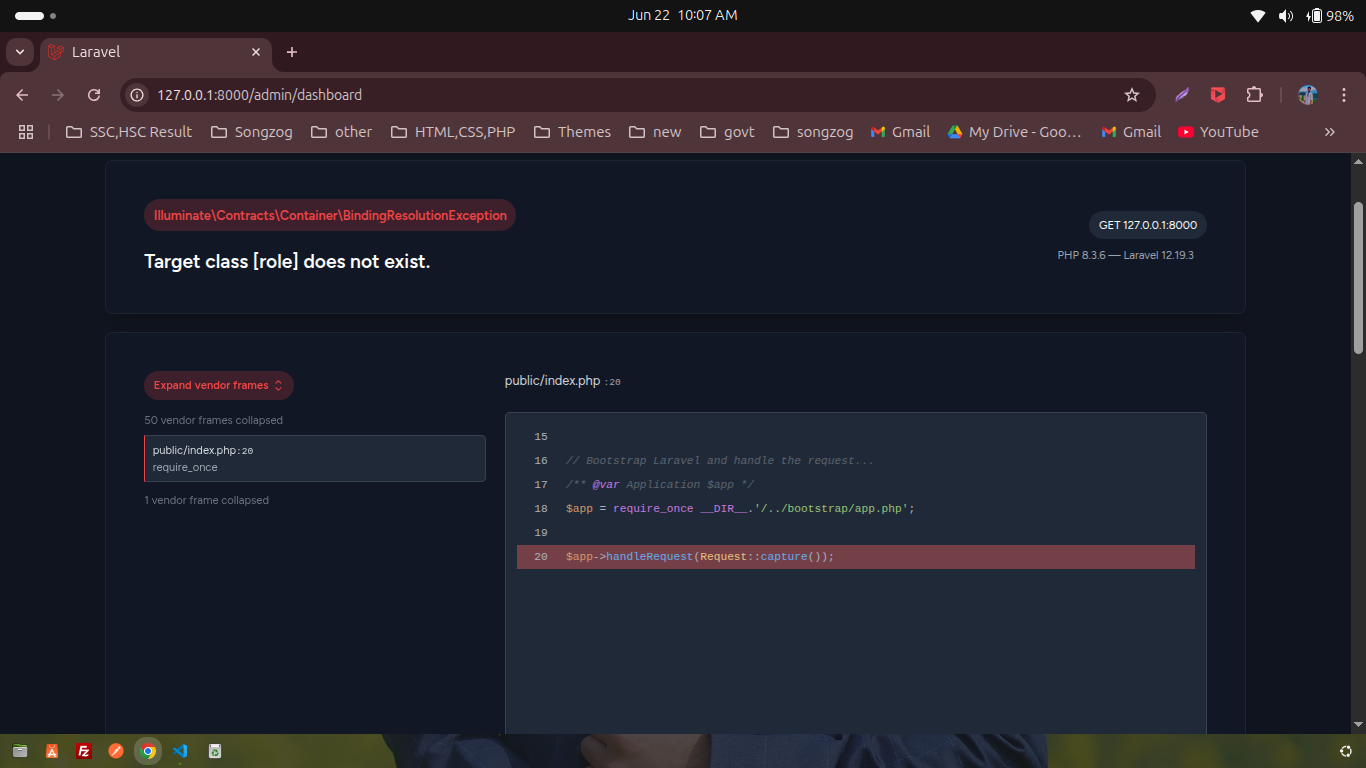 Jun 22 10:07 AM
98%
Laravel
127.0.0.1:8000/admin/dashboard
SSC,HSC Result
Songzog
other
HTML,CSS,PHP
Themes
new
govt
songzog
Gmail
My Drive - Goo...
Gmail
YouTube
Illuminate\Contracts\Container\BindingResolutionException
GET 127.0.0.1:8000
Target class [role] does not exist.
PHP 8.3.6 — Laravel 12.19.3
Expand vendor frames
50 vendor frames collapsed
public/index.php:20
require_once
1 vendor frame collapsed
public/index.php :20
15
16 // Bootstrap Laravel and handle the request...
17 /** @var Application $app */
18 $app = require_once __DIR__.'/../bootstrap/app.php';
19
20 $app->handleRequest(Request::capture());